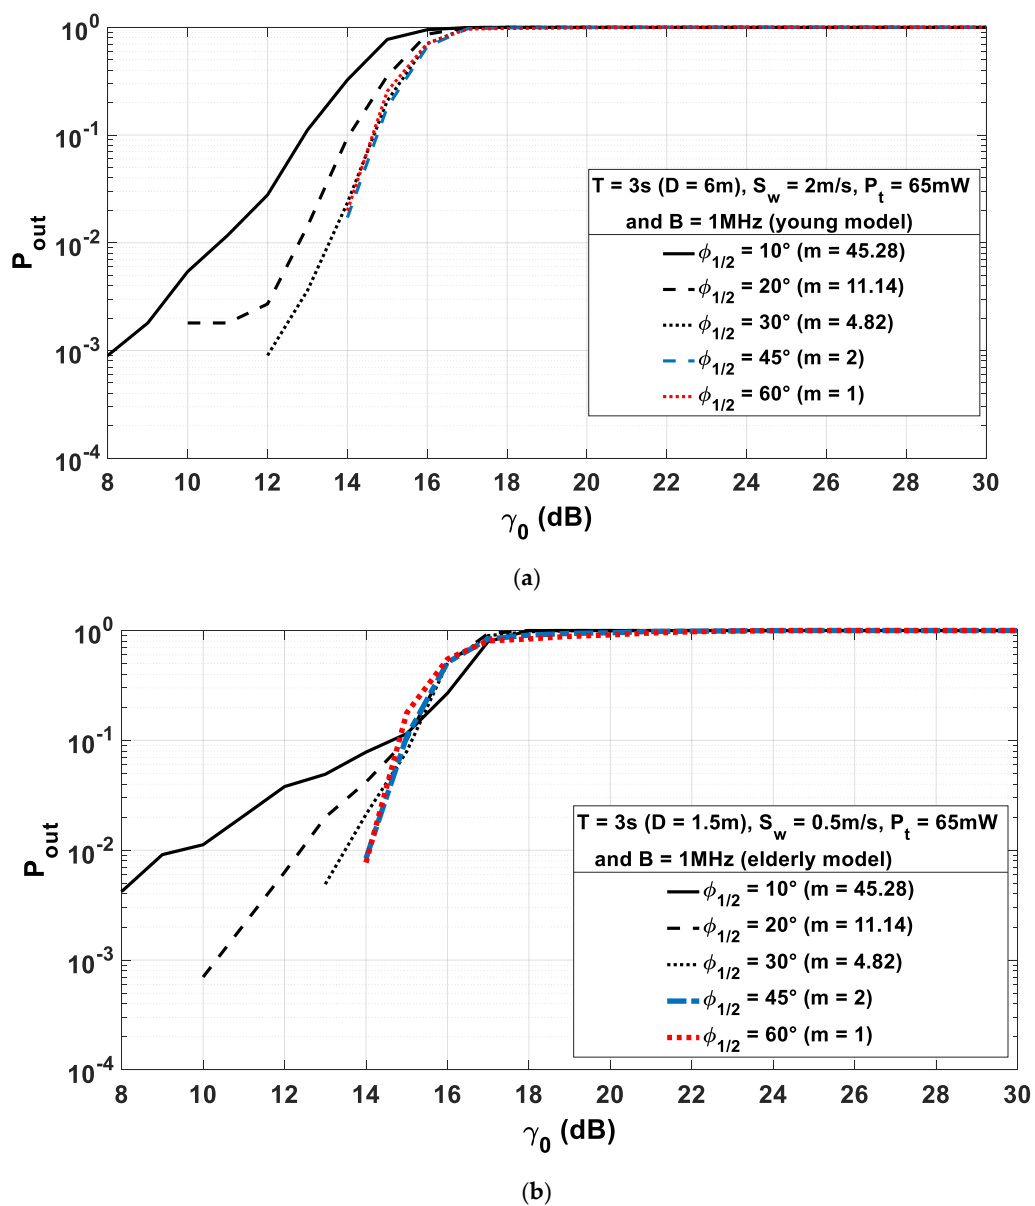 10^0
10^-1
10^-2
10^-3
10^-4
P_out
T = 3s (D = 6m), S_w = 2m/s, P_t = 65mW
and B = 1MHz (young model)
ϕ_1/2 = 10° (m = 45.28)
ϕ_1/2 = 20° (m = 11.14)
ϕ_1/2 = 30° (m = 4.82)
ϕ_1/2 = 45° (m = 2)
ϕ_1/2 = 60° (m = 1)
8 10 12 14 16 18 20 22 24 26 28 30
γ_0 (dB)
(a)
10^0
10^-1
10^-2
10^-3
10^-4
P_out
T = 3s (D = 1.5m), S_w = 0.5m/s, P_t = 65mW
and B = 1MHz (elderly model)
ϕ_1/2 = 10° (m = 45.28)
ϕ_1/2 = 20° (m = 11.14)
ϕ_1/2 = 30° (m = 4.82)
ϕ_1/2 = 45° (m = 2)
ϕ_1/2 = 60° (m = 1)
8 10 12 14 16 18 20 22 24 26 28 30
γ_0 (dB)
(b)